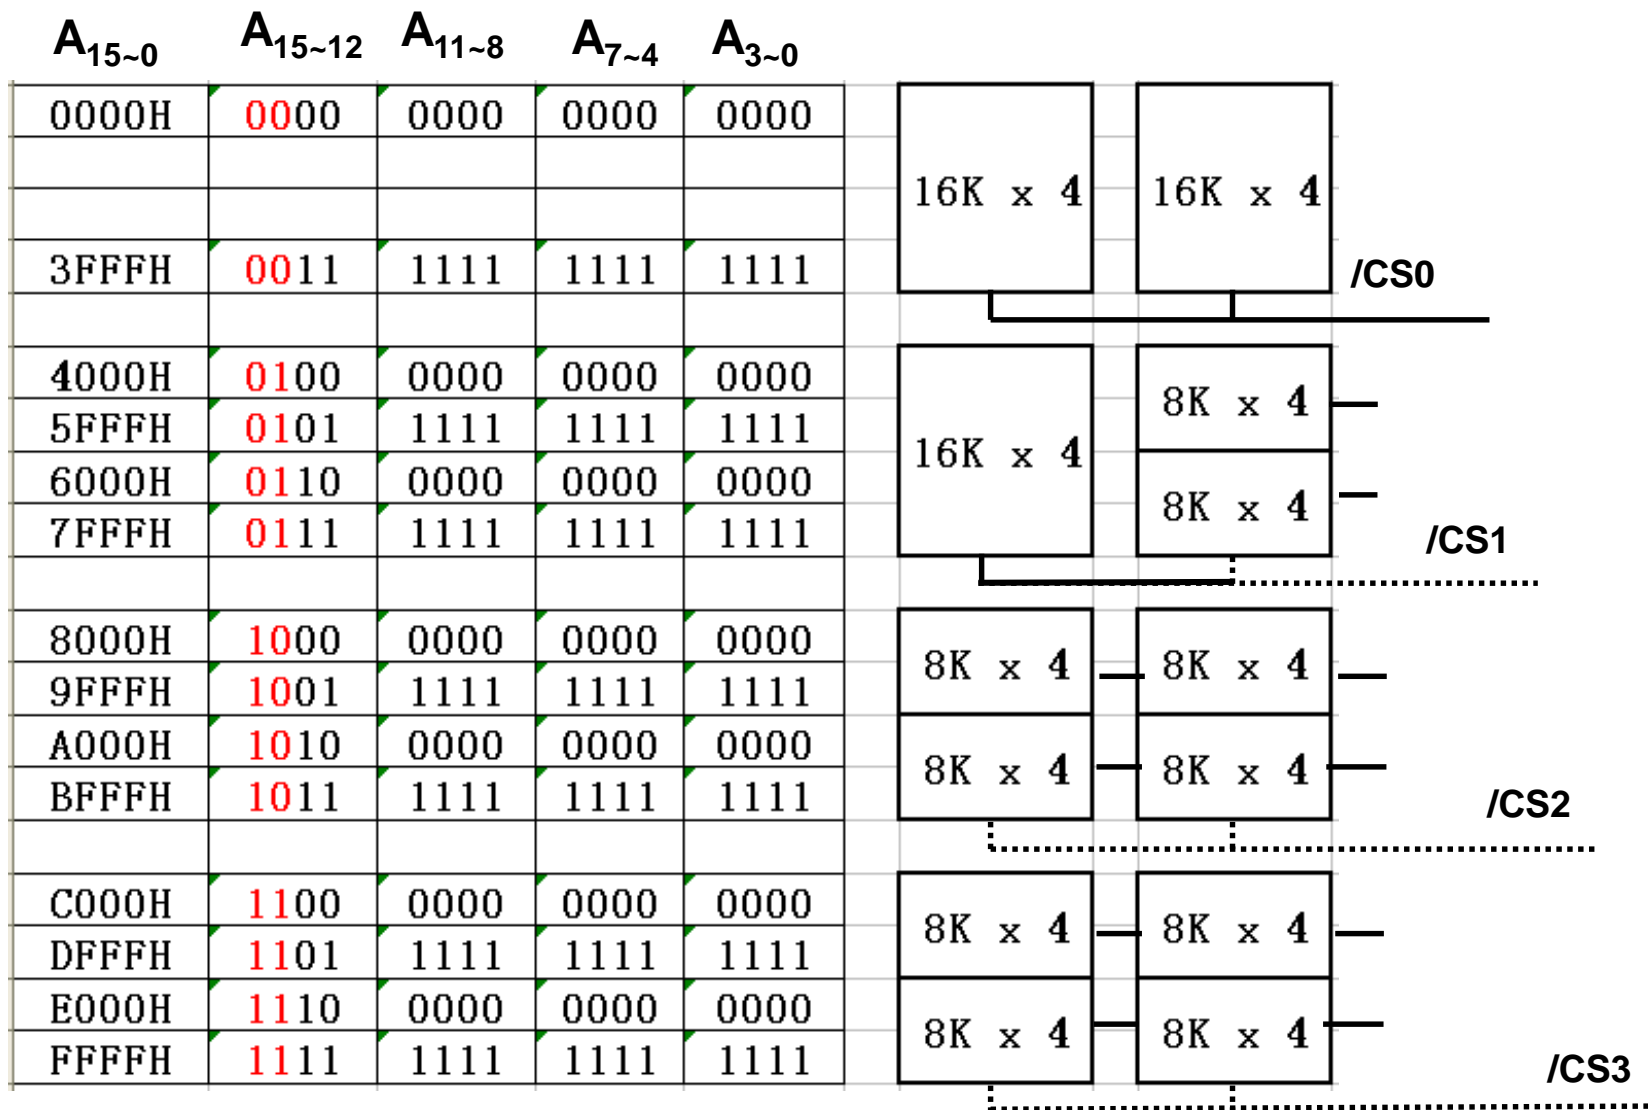 A15~0 A15~12 A11~8 A7~4 A3~0
0000H 0000 0000 0000 0000
16K x 4 16K x 4
3FFFH 0011 1111 1111 1111
/CS0
4000H 0100 0000 0000 0000
8K x 4
5FFFH 0101 1111 1111 1111
16K x 4
6000H 0110 0000 0000 0000
8K x 4
7FFFH 0111 1111 1111 1111
/CS1
8000H 1000 0000 0000 0000
8K x 4 8K x 4
9FFFH 1001 1111 1111 1111
A000H 1010 0000 0000 0000
8K x 4 8K x 4
BFFFH 1011 1111 1111 1111
/CS2
C000H 1100 0000 0000 0000
8K x 4 8K x 4
DFFFH 1101 1111 1111 1111
E000H 1110 0000 0000 0000
8K x 4 8K x 4
FFFFH 1111 1111 1111 1111
/CS3